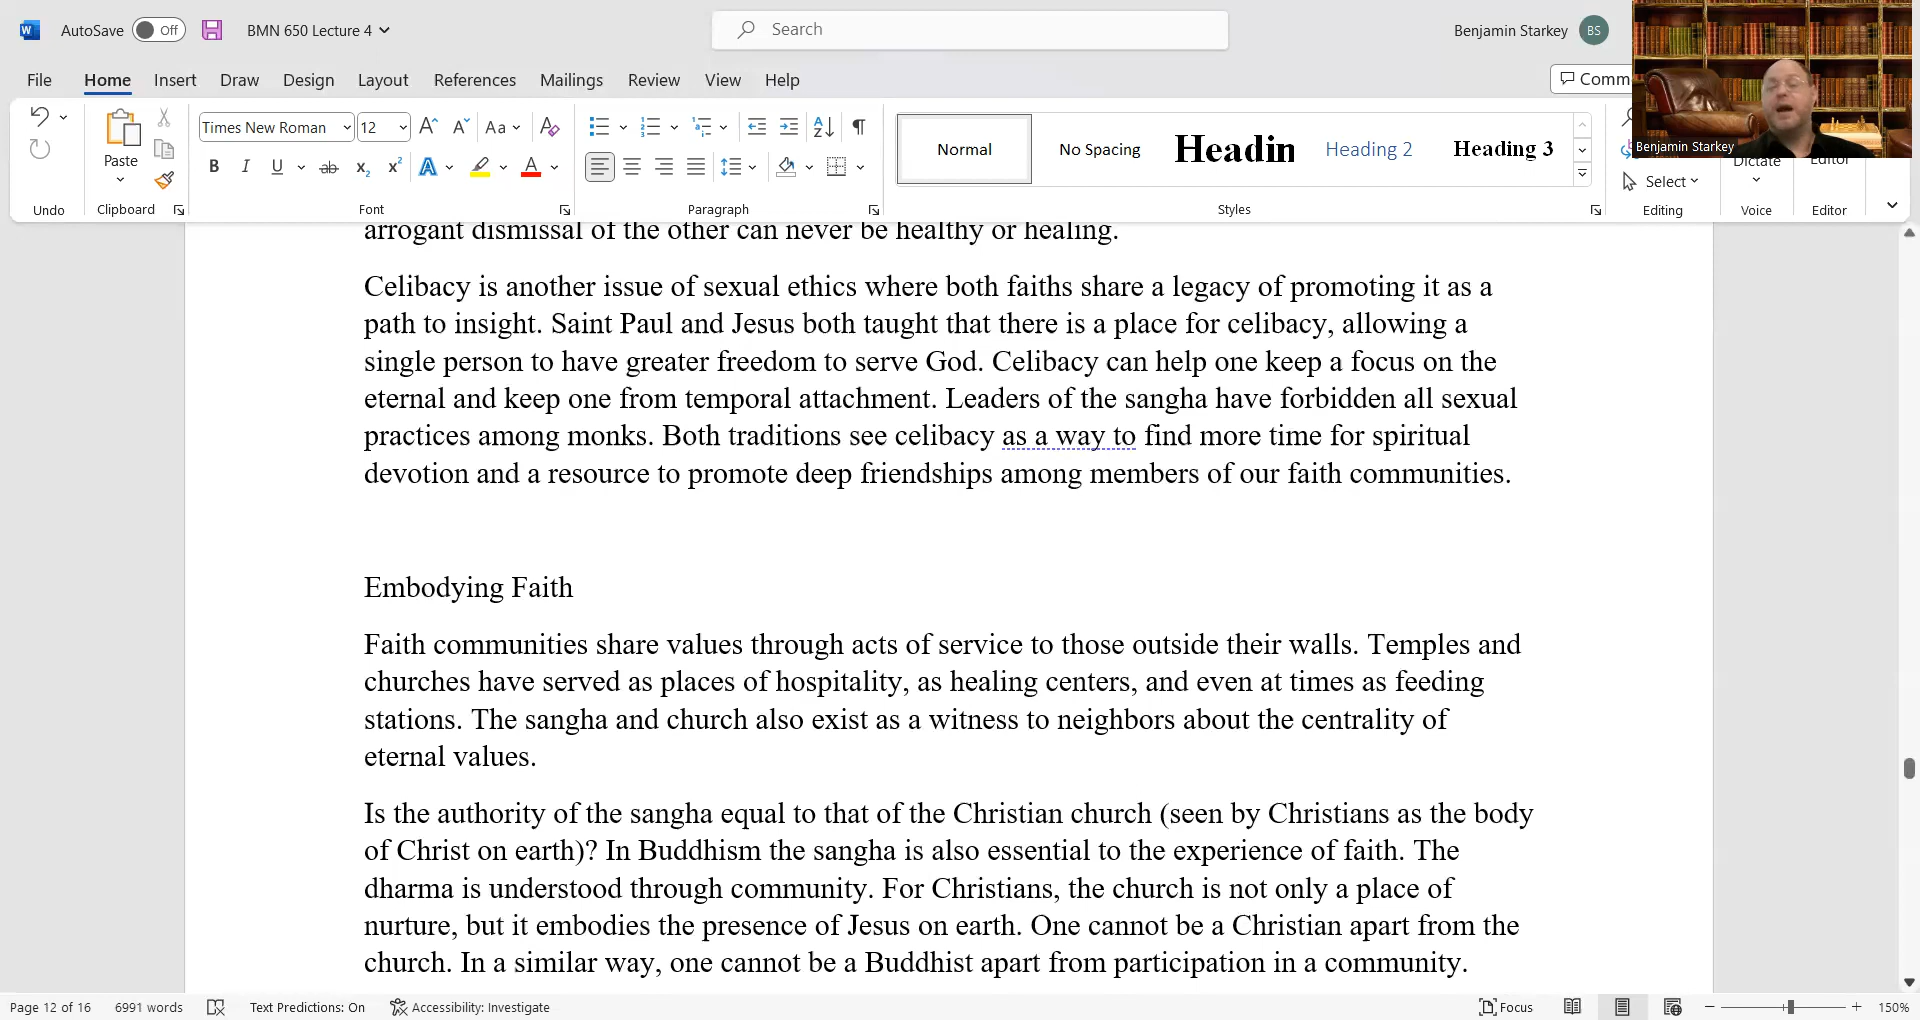 AutoSave Off BMN 650 Lecture 4 Search Benjamin Starkey BS
File Home Insert Draw Design Layout References Mailings Review View Help Comm
Times New Roman 12 Aa
Paste
B I U ab x2 x2 A A
Normal No Spacing Headin Heading 2 Heading 3
Benjamin Starkey
Select Dictate Editor
Undo Clipboard Font Paragraph Styles Editing Voice Editor
arrogant dismissal of the other can never be healthy or healing.
Celibacy is another issue of sexual ethics where both faiths share a legacy of promoting it as a
path to insight. Saint Paul and Jesus both taught that there is a place for celibacy, allowing a
single person to have greater freedom to serve God. Celibacy can help one keep a focus on the
eternal and keep one from temporal attachment. Leaders of the sangha have forbidden all sexual
practices among monks. Both traditions see celibacy as a way to find more time for spiritual
devotion and a resource to promote deep friendships among members of our faith communities.
Embodying Faith
Faith communities share values through acts of service to those outside their walls. Temples and
churches have served as places of hospitality, as healing centers, and even at times as feeding
stations. The sangha and church also exist as a witness to neighbors about the centrality of
eternal values.
Is the authority of the sangha equal to that of the Christian church (seen by Christians as the body
of Christ on earth)? In Buddhism the sangha is also essential to the experience of faith. The
dharma is understood through community. For Christians, the church is not only a place of
nurture, but it embodies the presence of Jesus on earth. One cannot be a Christian apart from the
church. In a similar way, one cannot be a Buddhist apart from participation in a community.
Page 12 of 16 6991 words Text Predictions: On Accessibility: Investigate Focus 150%